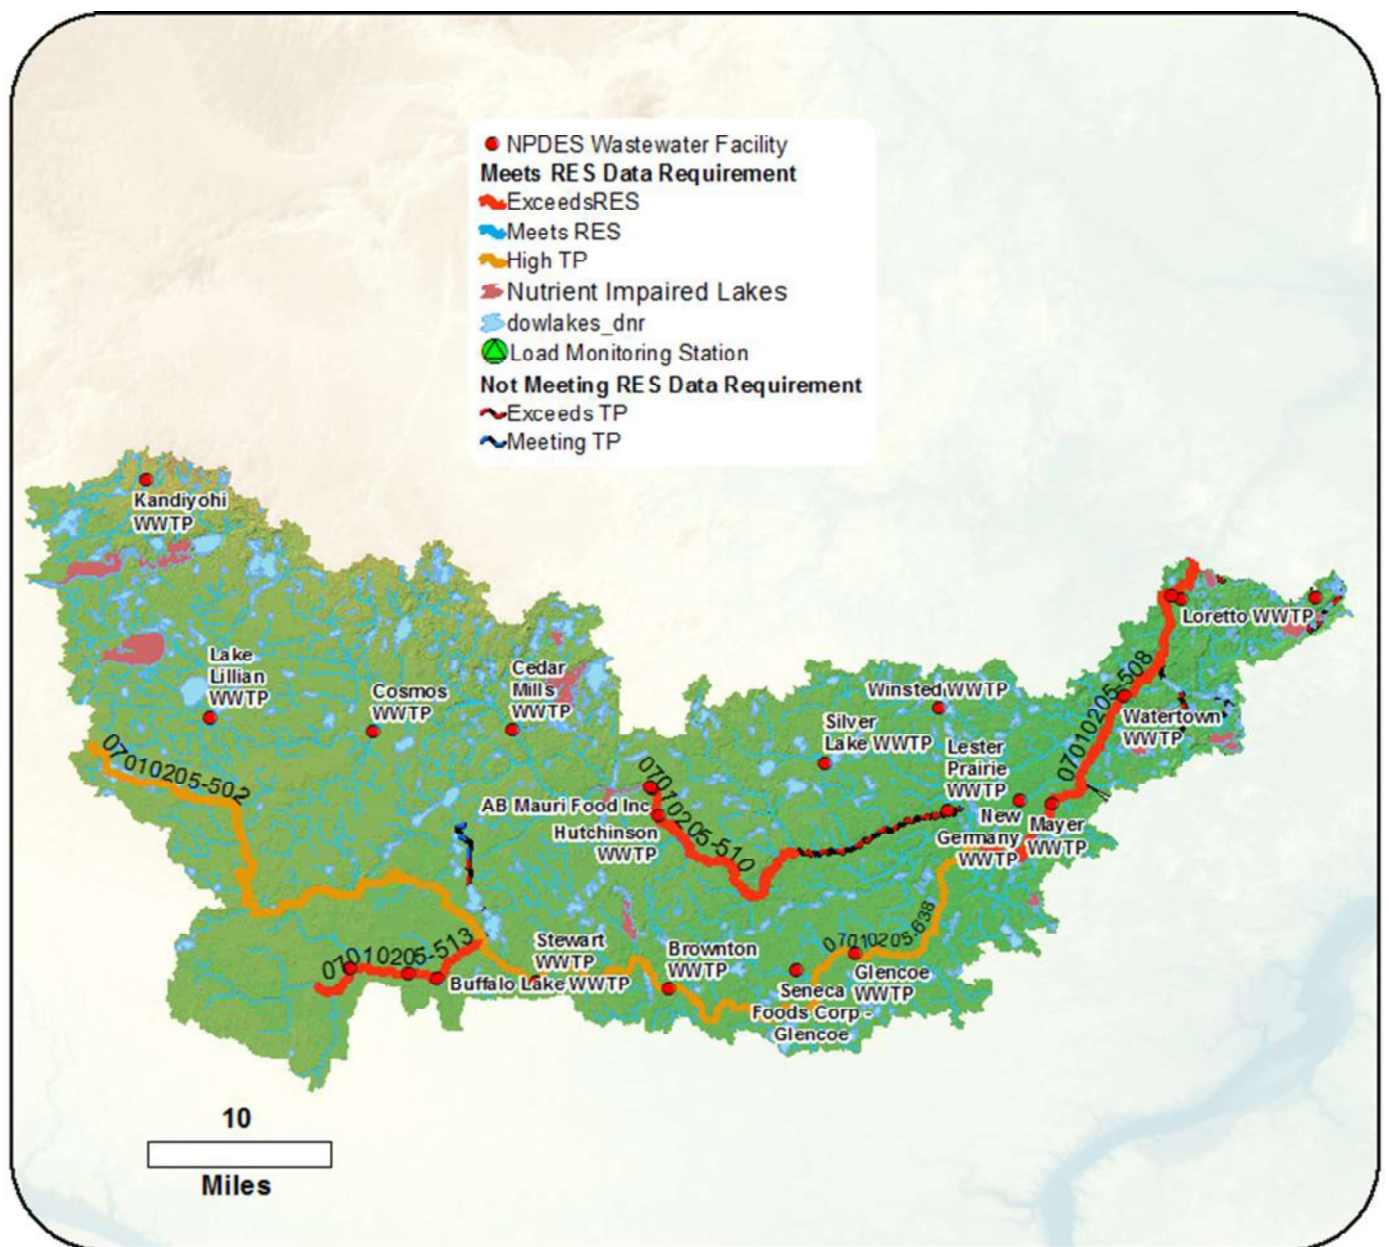 NPDES Wastewater Facility
Meets RES Data Requirement
ExceedsRES
Meets RES
High TP
Nutrient Impaired Lakes
dowlakes_dnr
Load Monitoring Station
Not Meeting RES Data Requirement
Exceeds TP
Meeting TP
Kandiyohi
WWTP
Loretto WWTP
Lake
Lillian
WWTP
Cosmos
WWTP
Cedar
Mills
WWTP
Winsted WWTP
Silver
Lake WWTP
Lester
Prairie
WWTP
Watertown
WWTP
07010205-508
07010205-502
07010205-510
AB Mauri Food Inc
Hutchinson
WWTP
New
Germany
WWTP
Mayer
WWTP
07010205-638
07010205-513
Stewart
WWTP
Buffalo Lake WWTP
Brownton
WWTP
Glencoe
WWTP
Seneca
Foods Corp -
Glencoe
10
Miles